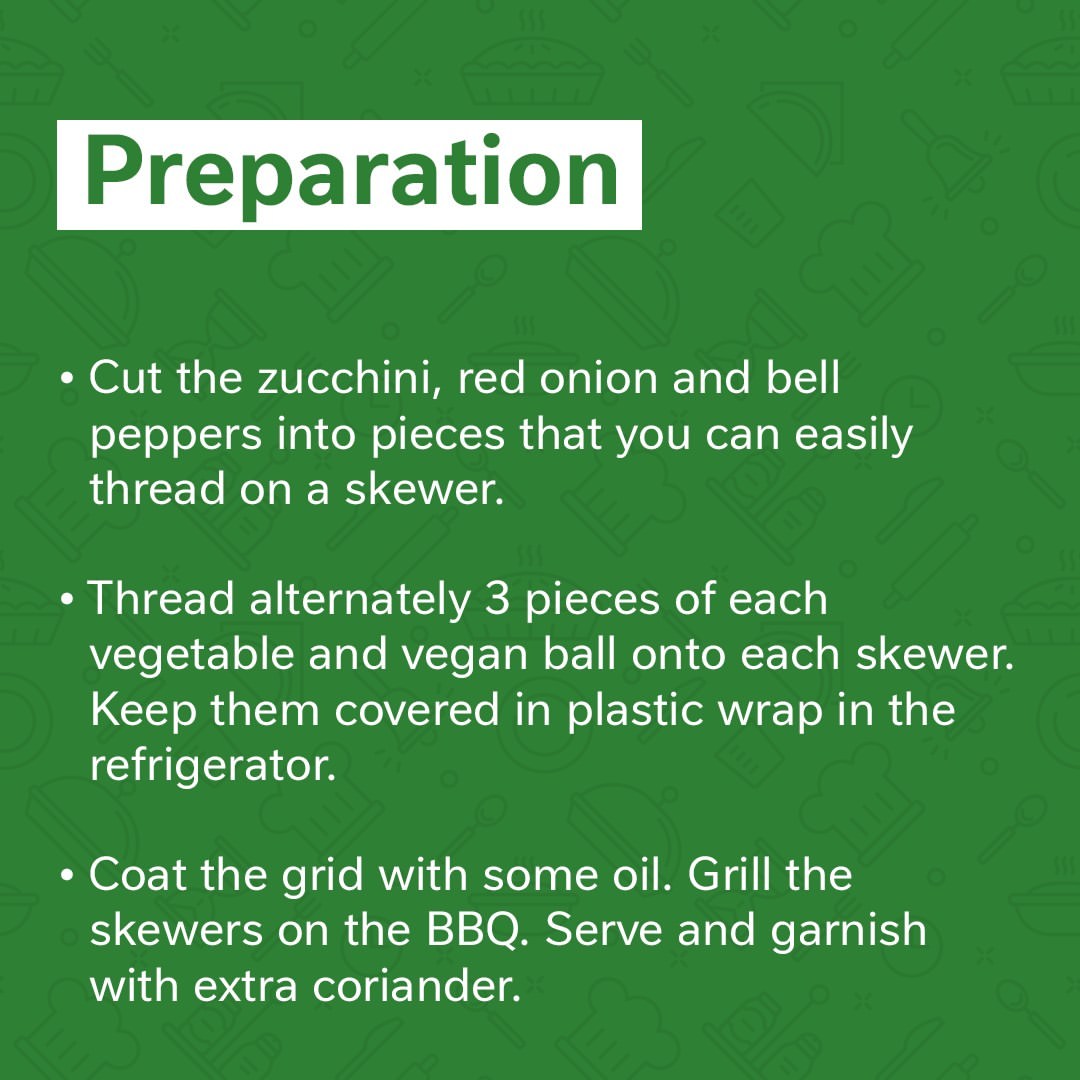 Preparation
• Cut the zucchini, red onion and bell
peppers into pieces that you can easily
thread on a skewer.
• Thread alternately 3 pieces of each
vegetable and vegan ball onto each skewer.
Keep them covered in plastic wrap in the
refrigerator.
• Coat the grid with some oil. Grill the
skewers on the BBQ. Serve and garnish
with extra coriander.